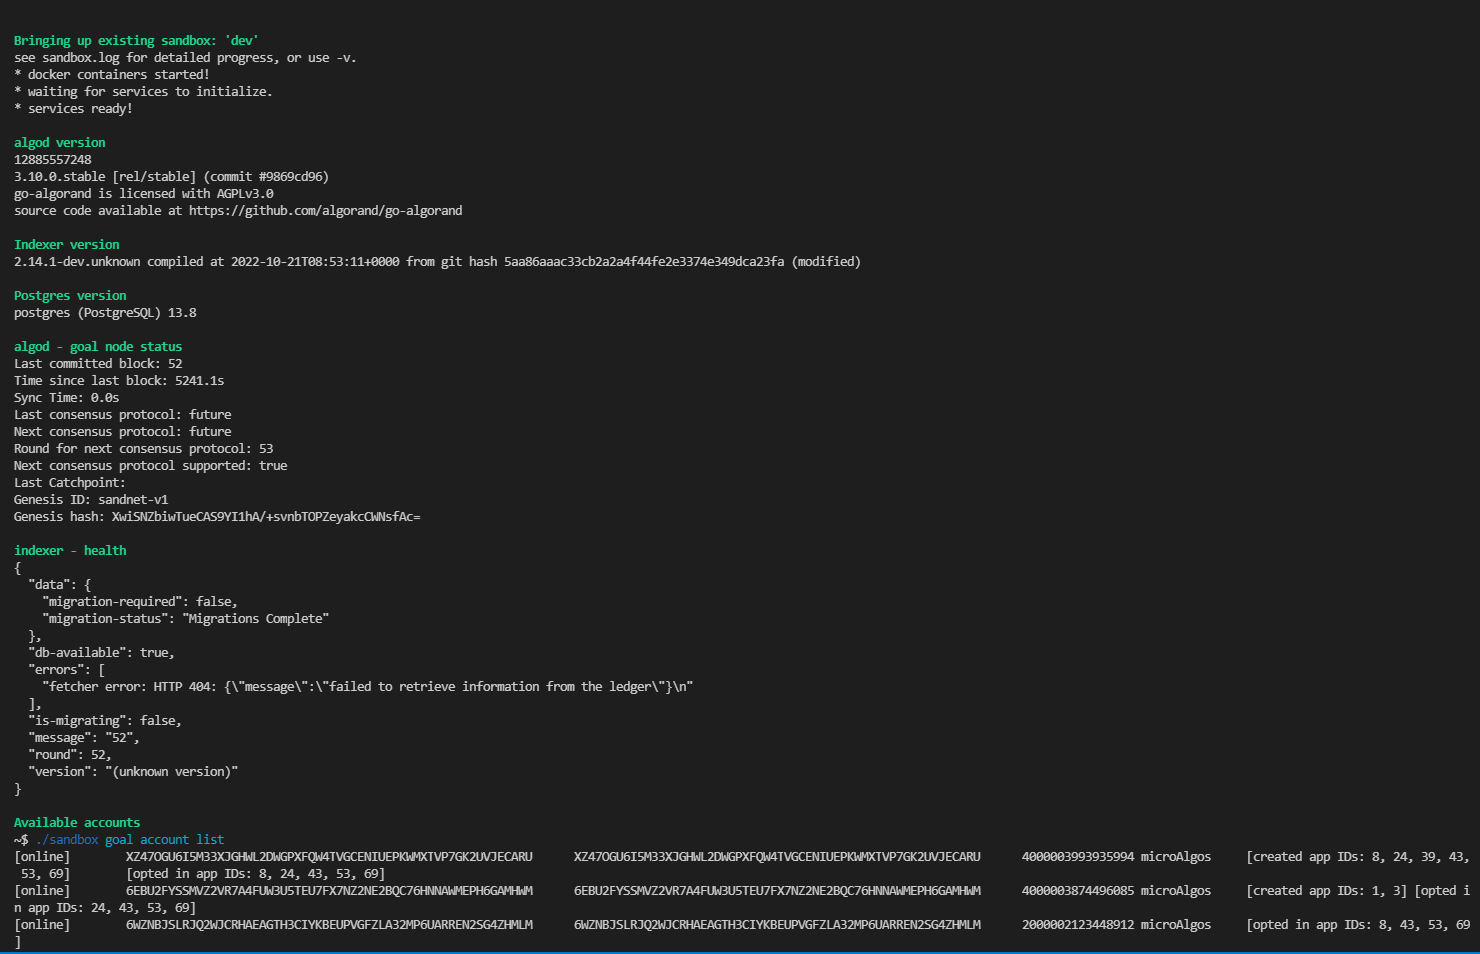 Bringing up existing sandbox: 'dev'
see sandbox.log for detailed progress, or use -v.
* docker containers started!
* waiting for services to initialize.
* services ready!
algod version
12885557248
3.10.0.stable [rel/stable] (commit #9869cd96)
go-algorand is licensed with AGPLv3.0
source code available at https://github.com/algorand/go-algorand
Indexer version
2.14.1-dev.unknown compiled at 2022-10-21T08:53:11+0000 from git hash 5aa86aaac33cb2a2a4f44fe2e3374e349dca23fa (modified)
Postgres version
postgres (PostgreSQL) 13.8
algod - goal node status
Last committed block: 52
Time since last block: 5241.1s
Sync Time: 0.0s
Last consensus protocol: future
Next consensus protocol: future
Round for next consensus protocol: 53
Next consensus protocol supported: true
Last Catchpoint:
Genesis ID: sandnet-v1
Genesis hash: XwiSNZbiwTueCAS9YI1hA/+svnbTOPZeyakcCWNsfAc=
indexer - health
{
  "data": {
    "migration-required": false,
    "migration-status": "Migrations Complete"
  },
  "db-available": true,
  "errors": [
    "fetcher error: HTTP 404: {\"message\":\"failed to retrieve information from the ledger\"}\n"
  ],
  "is-migrating": false,
  "message": "52",
  "round": 52,
  "version": "(unknown version)"
}
Available accounts
~$ ./sandbox goal account list
[online]	XZ47OGU6I5M33XJGHWL2DWGPXFQW4TVGCENIUEPKWMXTVP7GK2UVJECARU	XZ47OGU6I5M33XJGHWL2DWGPXFQW4TVGCENIUEPKWMXTVP7GK2UVJECARU	4000003993935994 microAlgos	[created app IDs: 8, 24, 39, 43,
 53, 69]	[opted in app IDs: 8, 24, 43, 53, 69]
[online]	6EBU2FYSSMVZ2VR7A4FUW3U5TEU7FX7NZ2NE2BQC76HNNAWMEPH6GAMHWM	6EBU2FYSSMVZ2VR7A4FUW3U5TEU7FX7NZ2NE2BQC76HNNAWMEPH6GAMHWM	4000003874496085 microAlgos	[created app IDs: 1, 3] [opted i
n app IDs: 24, 43, 53, 69]
[online]	6WZNBJSLRJQ2WJCRHAEAGTH3CIYKBEUPVGFZLA32MP6UARREN2SG4ZHMLM	6WZNBJSLRJQ2WJCRHAEAGTH3CIYKBEUPVGFZLA32MP6UARREN2SG4ZHMLM	2000002123448912 microAlgos	[opted in app IDs: 8, 43, 53, 69
]